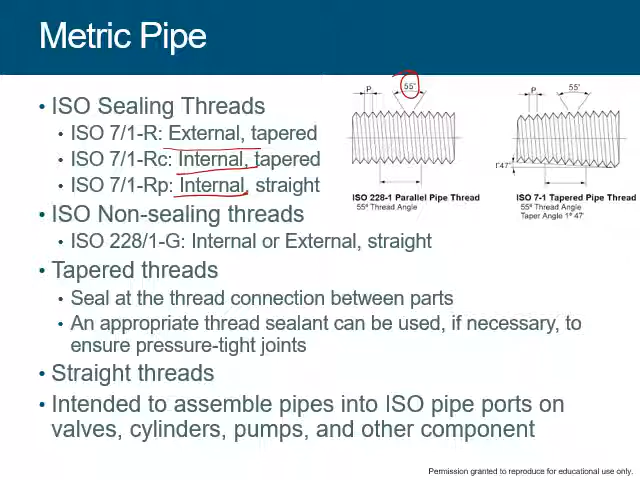 Metric Pipe
• ISO Sealing Threads
• ISO 7/1-R: External, tapered
• ISO 7/1-Rc: Internal, tapered
• ISO 7/1-Rp: Internal, straight
• ISO Non-sealing threads
• ISO 228/1-G: Internal or External, straight
• Tapered threads
• Seal at the thread connection between parts
• An appropriate thread sealant can be used, if necessary, to
ensure pressure-tight joints
• Straight threads
• Intended to assemble pipes into ISO pipe ports on
valves, cylinders, pumps, and other component
P
55°
ISO 228-1 Parallel Pipe Thread
55º Thread Angle
P
55°
1°47'
ISO 7-1 Tapered Pipe Thread
55º Thread Angle
Taper Angle 1º 47'
Permission granted to reproduce for educational use only.